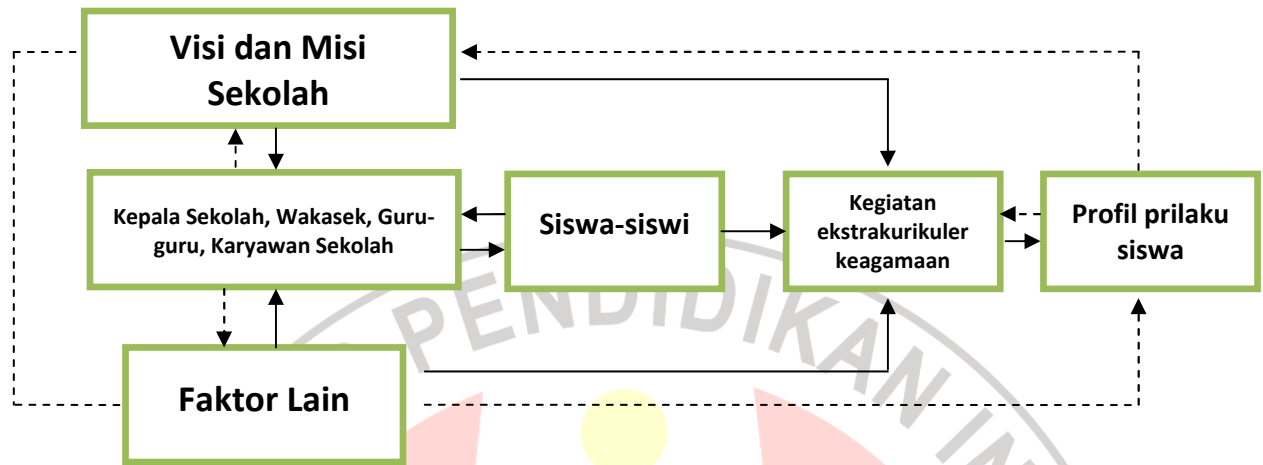 Visi dan Misi
Sekolah
Kepala Sekolah, Wakasek, Guru-
guru, Karyawan Sekolah
Siswa-siswi
Kegiatan
ekstrakurikuler
keagamaan
Profil prilaku
siswa
Faktor Lain
PENDIDIKAN IN